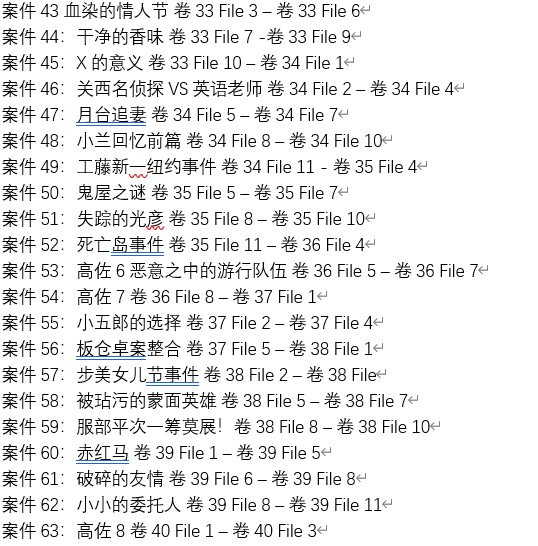 案件 43 血染的情人节 卷 33 File 3 – 卷 33 File 6
案件 44：干净的香味 卷 33 File 7 -卷 33 File 9
案件 45：X 的意义 卷 33 File 10 – 卷 34 File 1
案件 46：关西名侦探 VS 英语老师 卷 34 File 2 – 卷 34 File 4
案件 47：月台追妻 卷 34 File 5 – 卷 34 File 7
案件 48：小兰回忆前篇 卷 34 File 8 – 卷 34 File 10
案件 49：工藤新一纽约事件 卷 34 File 11 - 卷 35 File 4
案件 50：鬼屋之谜 卷 35 File 5 – 卷 35 File 7
案件 51：失踪的光彦 卷 35 File 8 – 卷 35 File 10
案件 52：死亡岛事件 卷 35 File 11 – 卷 36 File 4
案件 53：高佐 6 恶意之中的游行队伍 卷 36 File 5 – 卷 36 File 7
案件 54：高佐 7 卷 36 File 8 – 卷 37 File 1
案件 55：小五郎的选择 卷 37 File 2 – 卷 37 File 4
案件 56：板仓卓案整合 卷 37 File 5 – 卷 38 File 1
案件 57：步美女儿节事件 卷 38 File 2 – 卷 38 File
案件 58：被玷污的蒙面英雄 卷 38 File 5 – 卷 38 File 7
案件 59：服部平次一筹莫展！卷 38 File 8 – 卷 38 File 10
案件 60：赤红马 卷 39 File 1 – 卷 39 File 5
案件 61：破碎的友情 卷 39 File 6 – 卷 39 File 8
案件 62：小小的委托人 卷 39 File 8 – 卷 39 File 11
案件 63：高佐 8 卷 40 File 1 – 卷 40 File 3